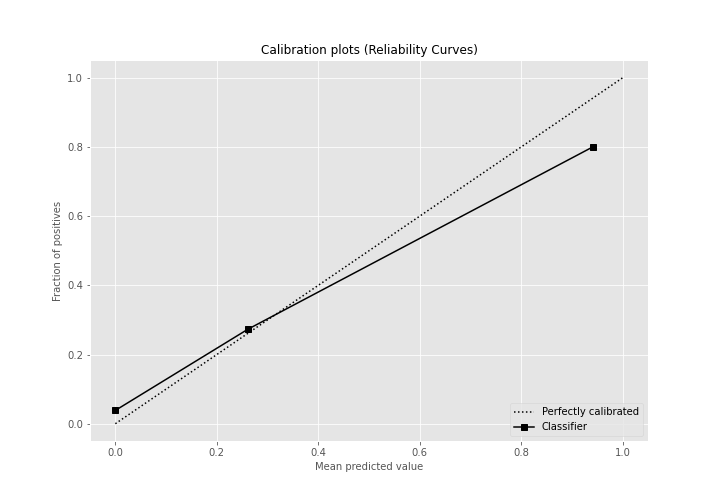 Calibration plots (Reliability Curves)
1.0
0.8
0.6
0.4
0.2
0.0
Fraction of positives
0.0 0.2 0.4 0.6 0.8 1.0
Mean predicted value
Perfectly calibrated
Classifier